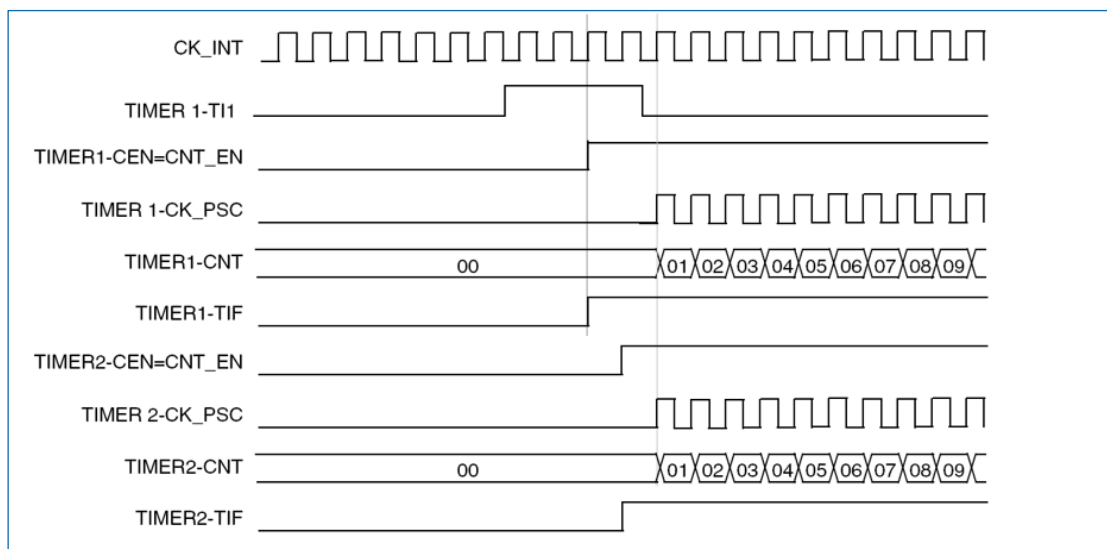 CK_INT
TIMER 1-TI1
TIMER1-CEN=CNT_EN
TIMER 1-CK_PSC
TIMER1-CNT 00 01 02 03 04 05 06 07 08 09
TIMER1-TIF
TIMER2-CEN=CNT_EN
TIMER 2-CK_PSC
TIMER2-CNT 00 01 02 03 04 05 06 07 08 09
TIMER2-TIF